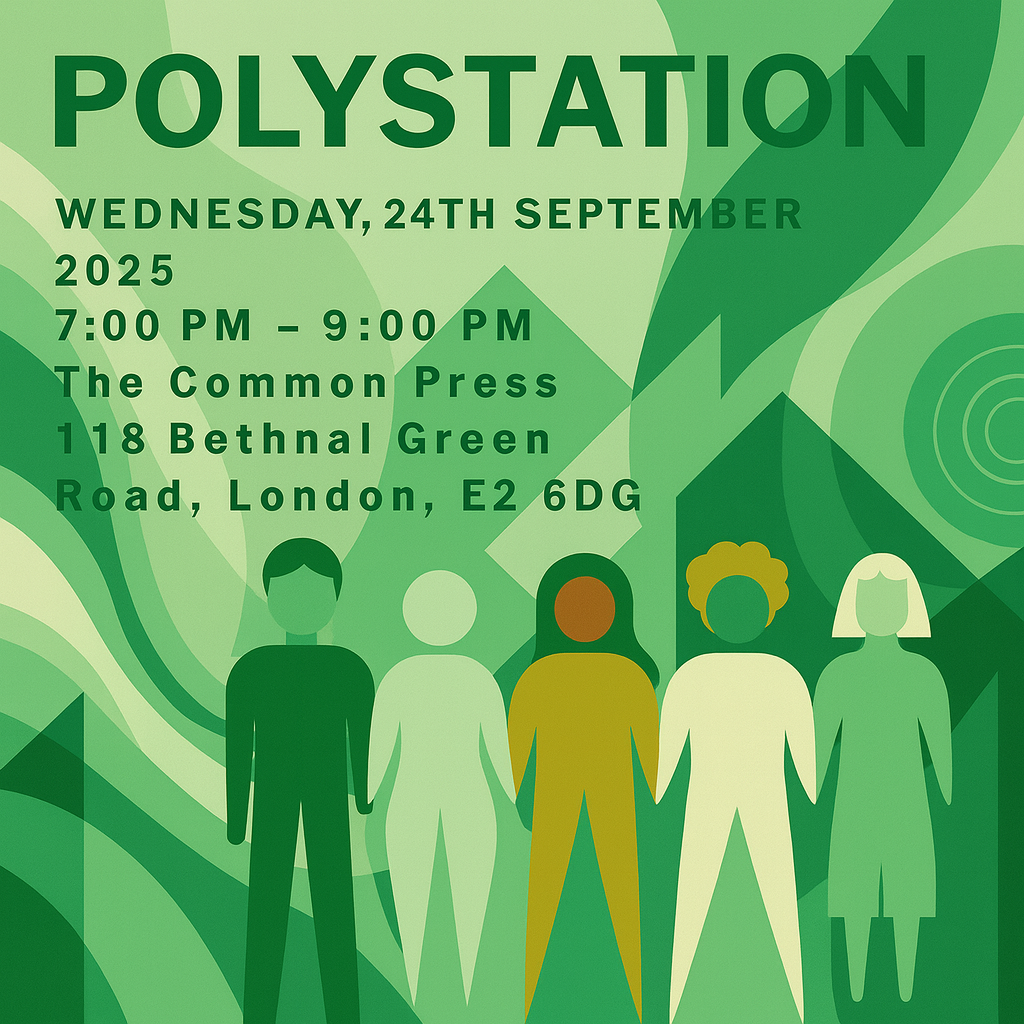 POLYSTATION
WEDNESDAY, 24TH SEPTEMBER
2025
7:00 PM – 9:00 PM
The Common Press
118 Bethnal Green
Road, London, E2 6DG